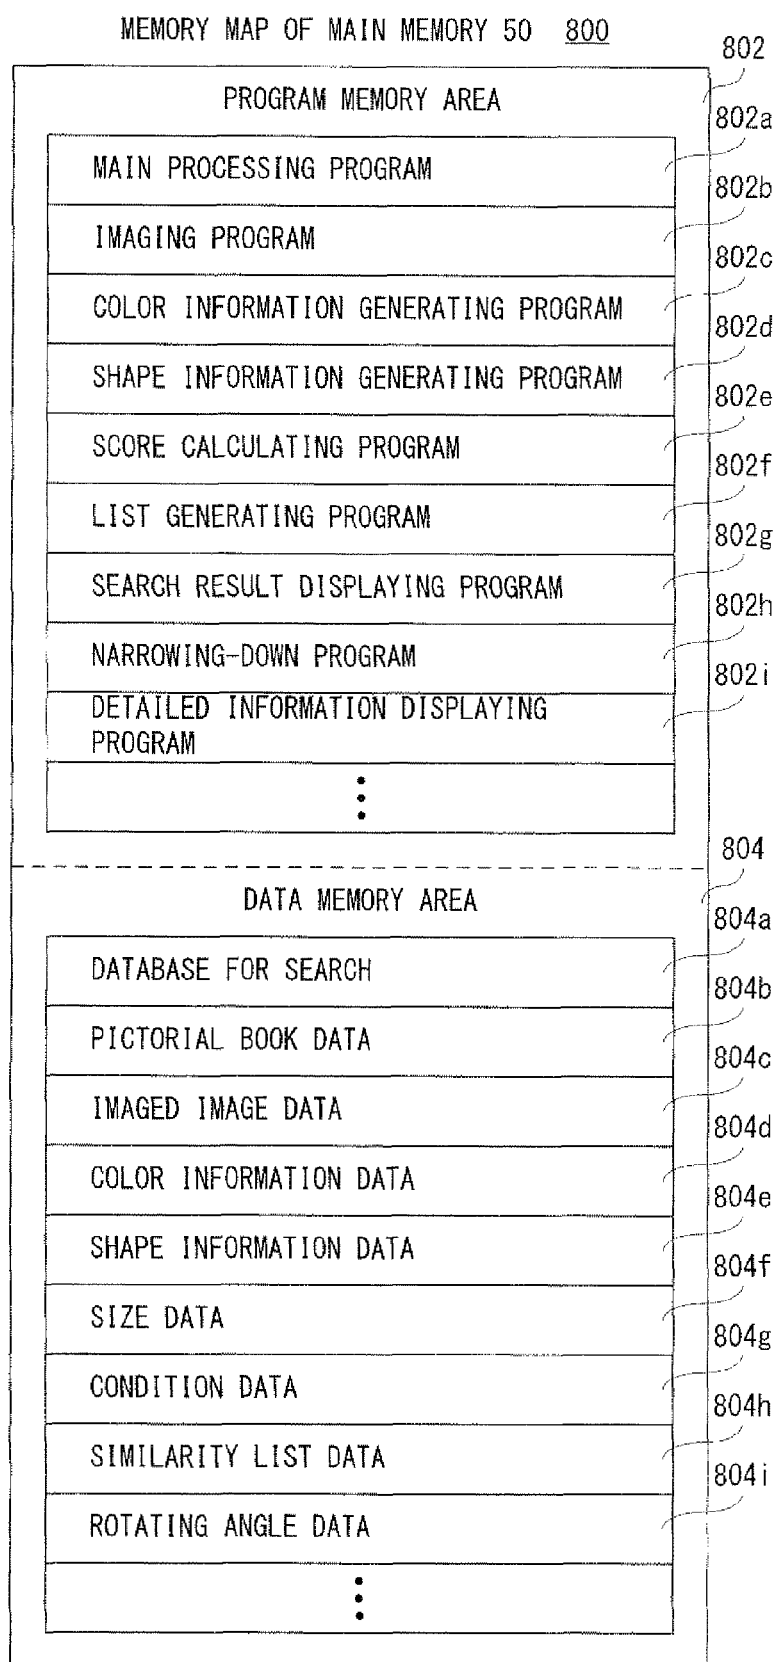 MEMORY MAP OF MAIN MEMORY 50 800
802
PROGRAM MEMORY AREA
802a
MAIN PROCESSING PROGRAM
802b
IMAGING PROGRAM
802c
COLOR INFORMATION GENERATING PROGRAM
802d
SHAPE INFORMATION GENERATING PROGRAM
802e
SCORE CALCULATING PROGRAM
802f
LIST GENERATING PROGRAM
802g
SEARCH RESULT DISPLAYING PROGRAM
802h
NARROWING-DOWN PROGRAM
802i
DETAILED INFORMATION DISPLAYING
PROGRAM
804
DATA MEMORY AREA
804a
DATABASE FOR SEARCH
804b
PICTORIAL BOOK DATA
804c
IMAGED IMAGE DATA
804d
COLOR INFORMATION DATA
804e
SHAPE INFORMATION DATA
804f
SIZE DATA
804g
CONDITION DATA
804h
SIMILARITY LIST DATA
804i
ROTATING ANGLE DATA